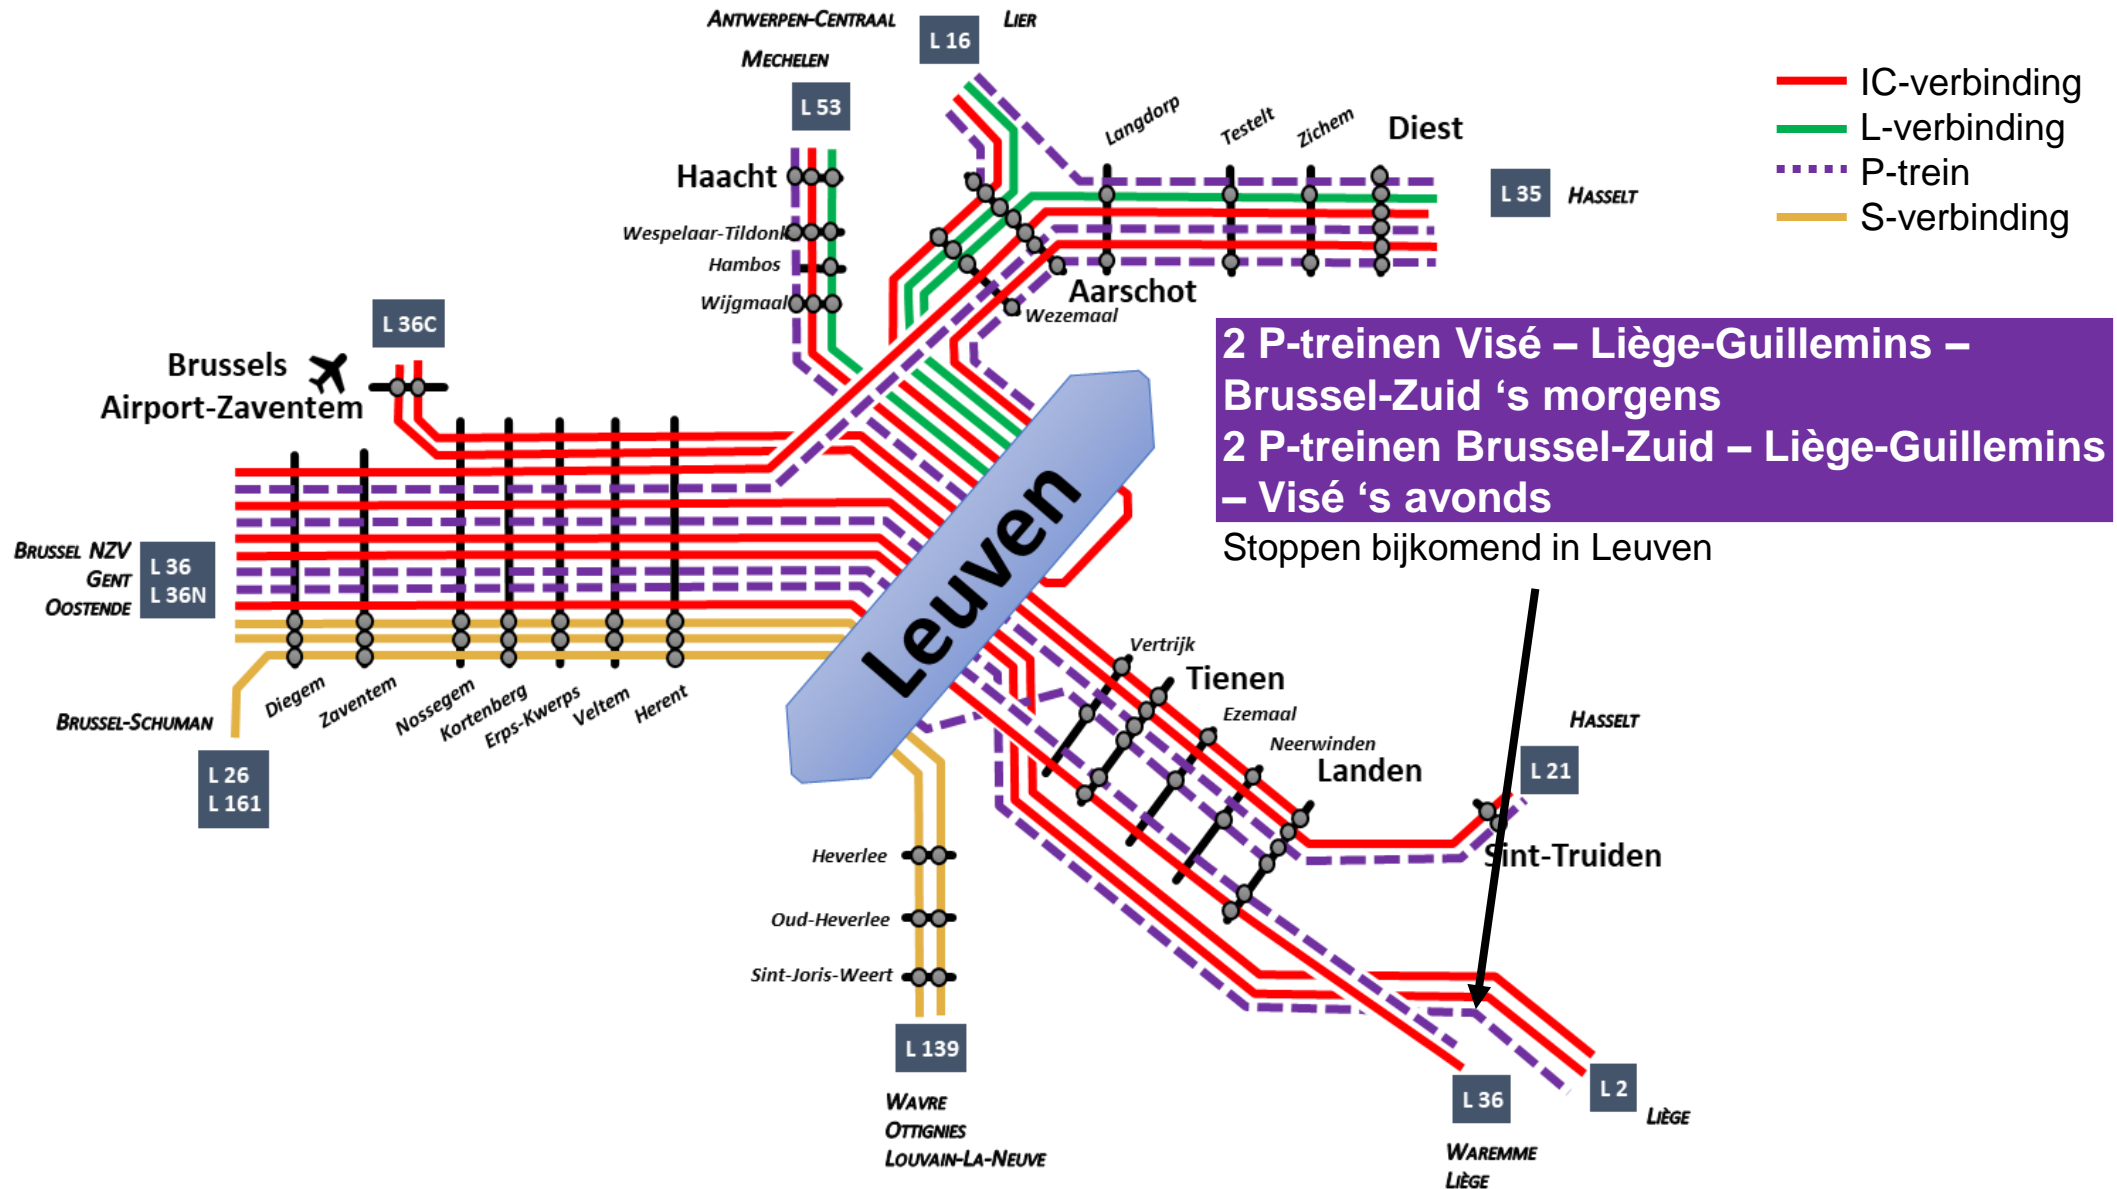 ANTWERPEN-CENTRAAL
LIER
L 16
MECHELEN
L 53
IC-verbinding
L-verbinding
P-trein
S-verbinding
Langdorp
Testelt
Zichem
Diest
Haacht
L 35
HASSELT
Wespelaar-Tildonk
Hambos
Wijgmaal
Aarschot
Wezemaal
L 36C
Brussels
Airport-Zaventem
2 P-treinen Visé – Liège-Guillemins –
Brussel-Zuid ‘s morgens
2 P-treinen Brussel-Zuid – Liège-Guillemins
– Visé ‘s avonds
Stoppen bijkomend in Leuven
Leuven
BRUSSEL NZV
GENT
OOSTENDE
L 36
L 36N
Diegem
Zaventem
Nossegem
Kortenberg
Erps-Kwerps
Veltem
Herent
BRUSSEL-SCHUMAN
L 26
L 161
Vertrijk
Tienen
Ezemaal
Neerwinden
Landen
HASSELT
L 21
Sint-Truiden
Heverlee
Oud-Heverlee
Sint-Joris-Weert
L 139
WAVRE
OTTIGNIES
LOUVAIN-LA-NEUVE
L 36
WAREMME
LIÈGE
L 2
LIÈGE